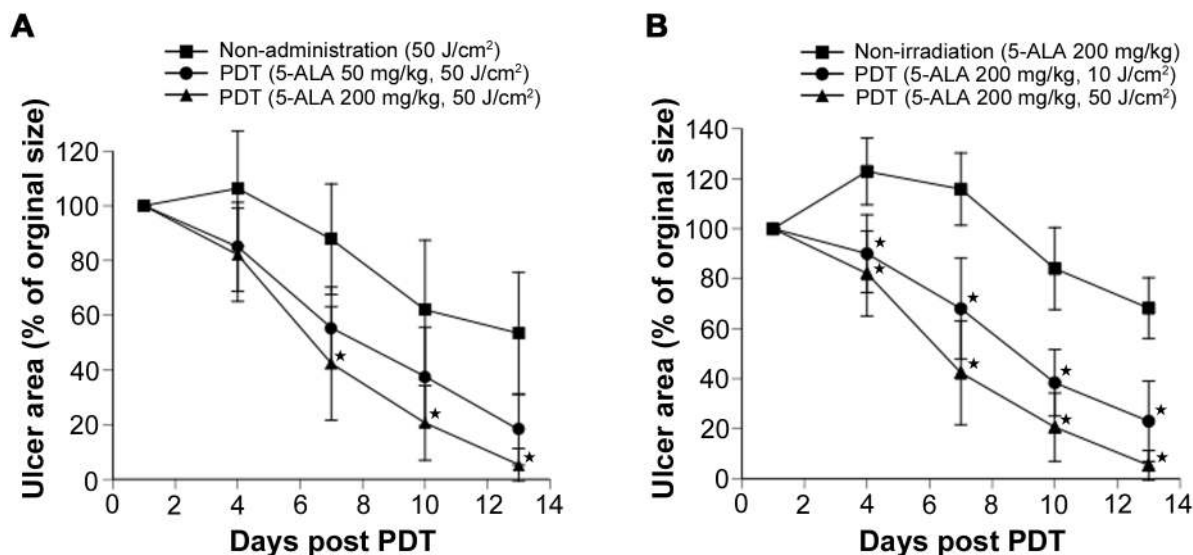 A
Non-administration (50 J/cm²)
PDT (5-ALA 50 mg/kg, 50 J/cm²)
PDT (5-ALA 200 mg/kg, 50 J/cm²)
Ulcer area (% of orginal size)
120
100
80
60
40
20
0
0 2 4 6 8 10 12 14
Days post PDT
B
Non-irradiation (5-ALA 200 mg/kg)
PDT (5-ALA 200 mg/kg, 10 J/cm²)
PDT (5-ALA 200 mg/kg, 50 J/cm²)
Ulcer area (% of orginal size)
140
120
100
80
60
40
20
0
0 2 4 6 8 10 12 14
Days post PDT